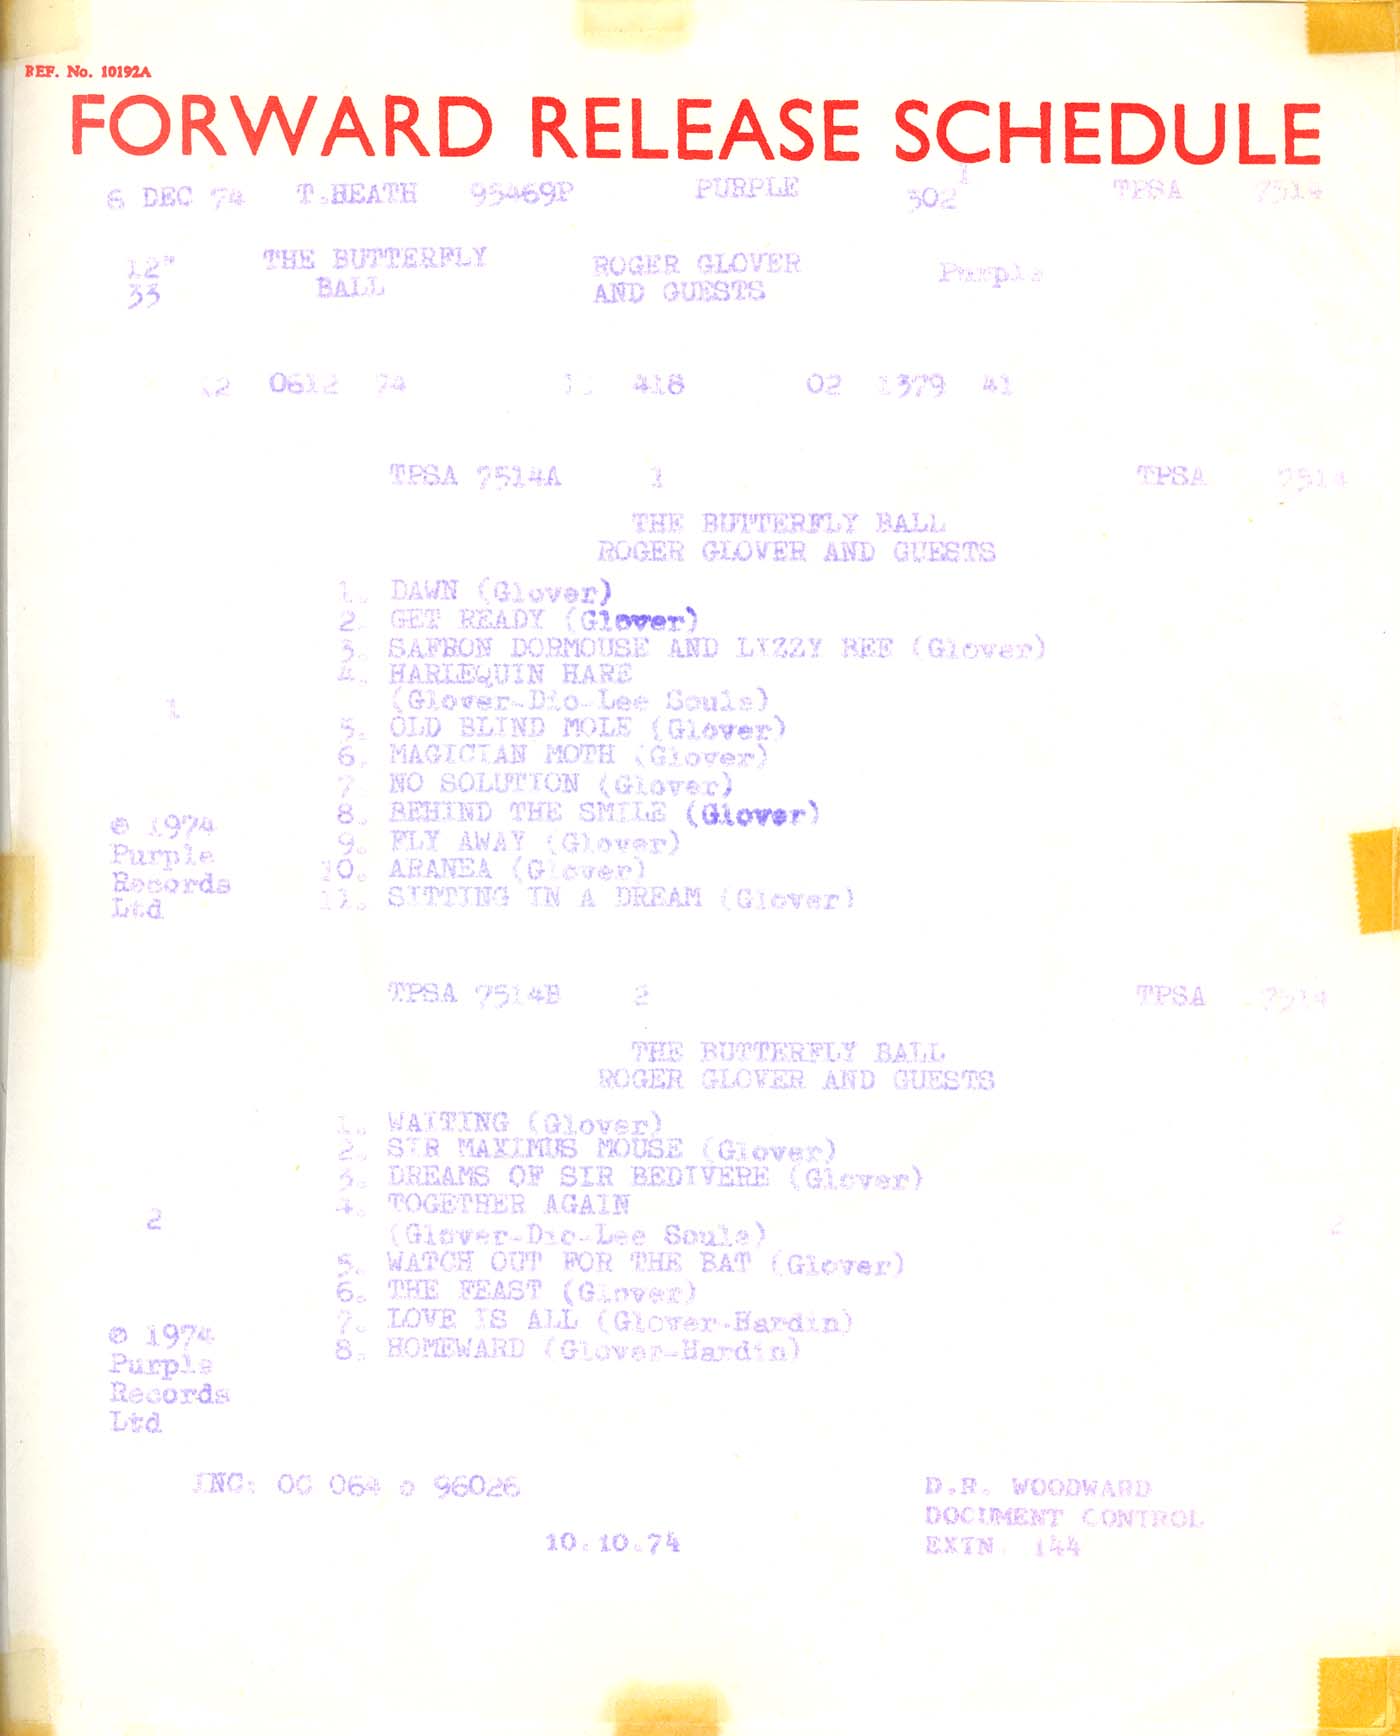 REF. No. 10192A
FORWARD RELEASE SCHEDULE
6 DEC 74 T.HEATH 95469P PURPLE 302 1 TPSA 7514
12" THE BUTTERFLY ROGER GLOVER Purple
33 BALL AND GUESTS
0612 74 418 02 1379 41
TPSA 7514A 1 TPSA 7514
THE BUTTERFLY BALL
ROGER GLOVER AND GUESTS
1. DAWN (Glover)
2. GET READY (Glover)
3. SAFRON DORMOUSE AND LIZZY BEE (Glover)
4. HARLEQUIN HARE
(Glover-Dio-Lee Souls)
1
5. OLD BLIND MOLE (Glover)
6. MAGICIAN MOTH (Glover)
7 NO SOLUTION (Glover)
8. BEHIND THE SMILE (Glover)
℗ 1974
Purple
Records
Ltd
9. FLY AWAY (Glover)
10. ARANEA (Glover)
11. SITTING IN A DREAM (Glover)
TPSA 7514B 2 TPSA 7514
THE BUTTERFLY BALL
ROGER GLOVER AND GUESTS
1. WAITING (Glover)
2. SIR MAXIMUS MOUSE (Glover)
3. DREAMS OF SIR BEDIVERE (Glover)
4. TOGETHER AGAIN
(Glover-Dio-Lee Souls)
2 2
5. WATCH OUT FOR THE BAT (Glover)
6. THE FEAST (Glover)
7. LOVE IS ALL (Glover-Hardin)
8. HOMEWARD (Glover-Hardin)
℗ 1974
Purple
Records
Ltd
INC: OC 064 o 96026 D.R. WOODWARD
DOCUMENT CONTROL
10.10.74 EXTN. 144